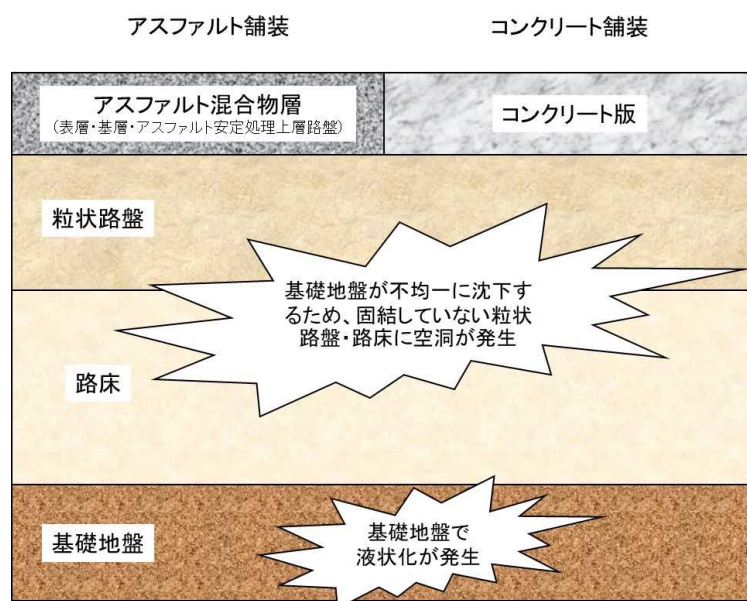 アスファルト舗装
コンクリート舗装
アスファルト混合物層
(表層・基層・アスファルト安定処理上層路盤)
コンクリート版
粒状路盤
基礎地盤が不均一に沈下す
るため、固結していない粒状
路盤・路床に空洞が発生
路床
基礎地盤
基礎地盤で
液状化が発生